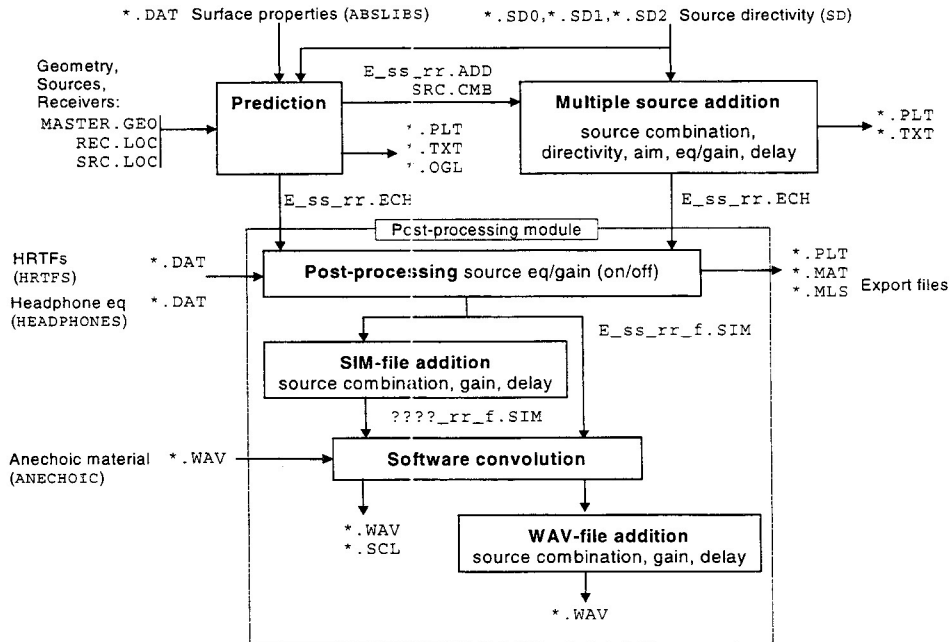 *.DAT Surface properties (ABSLIBS)
*.SD0,*.SD1,*.SD2 Source directivity (SD)
Geometry,
Sources,
Receivers:
MASTER.GEO
REC.LOC
SRC.LOC
Prediction
E_ss_rr.ADD
SRC.CMB
*.PLT
*.TXT
*.OGL
Multiple source addition
source combination,
directivity, aim, eq/gain, delay
*.PLT
*.TXT
E_ss_rr.ECH
E_ss_rr.ECH
Post-processing module
HRTFs
(HRTFS)
*.DAT
Headphone eq
(HEADPHONES)
*.DAT
Post-processing source eq/gain (on/off)
*.PLT
*.MAT
*.MLS
Export files
E_ss_rr_f.SIM
SIM-file addition
source combination, gain, delay
????_rr_f.SIM
Anechoic material
(ANECHOIC)
*.WAV
Software convolution
*.WAV
*.SCL
WAV-file addition
source combination, gain, delay
*.WAV